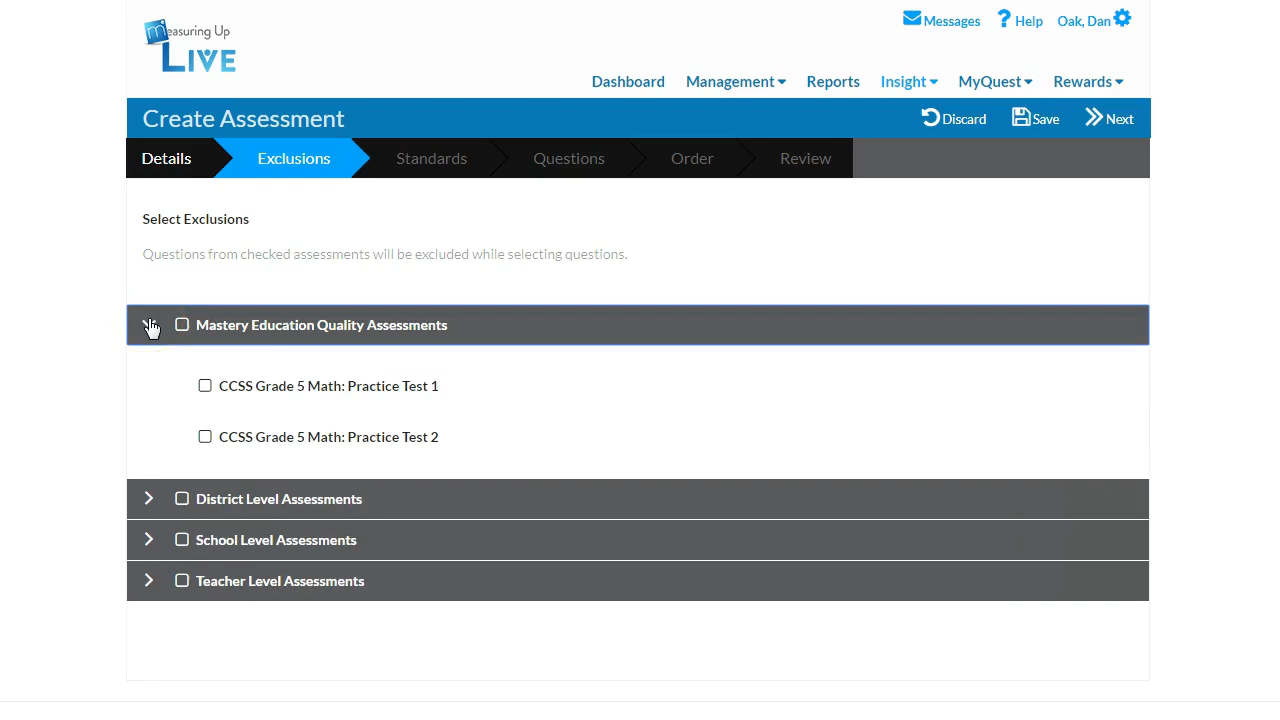 Measuring Up
LIVE
Messages Help Oak, Dan
Dashboard Management Reports Insight MyQuest Rewards
Create Assessment Discard Save Next
Details Exclusions Standards Questions Order Review
Select Exclusions
Questions from checked assessments will be excluded while selecting questions.
Mastery Education Quality Assessments
CCSS Grade 5 Math: Practice Test 1
CCSS Grade 5 Math: Practice Test 2
District Level Assessments
School Level Assessments
Teacher Level Assessments